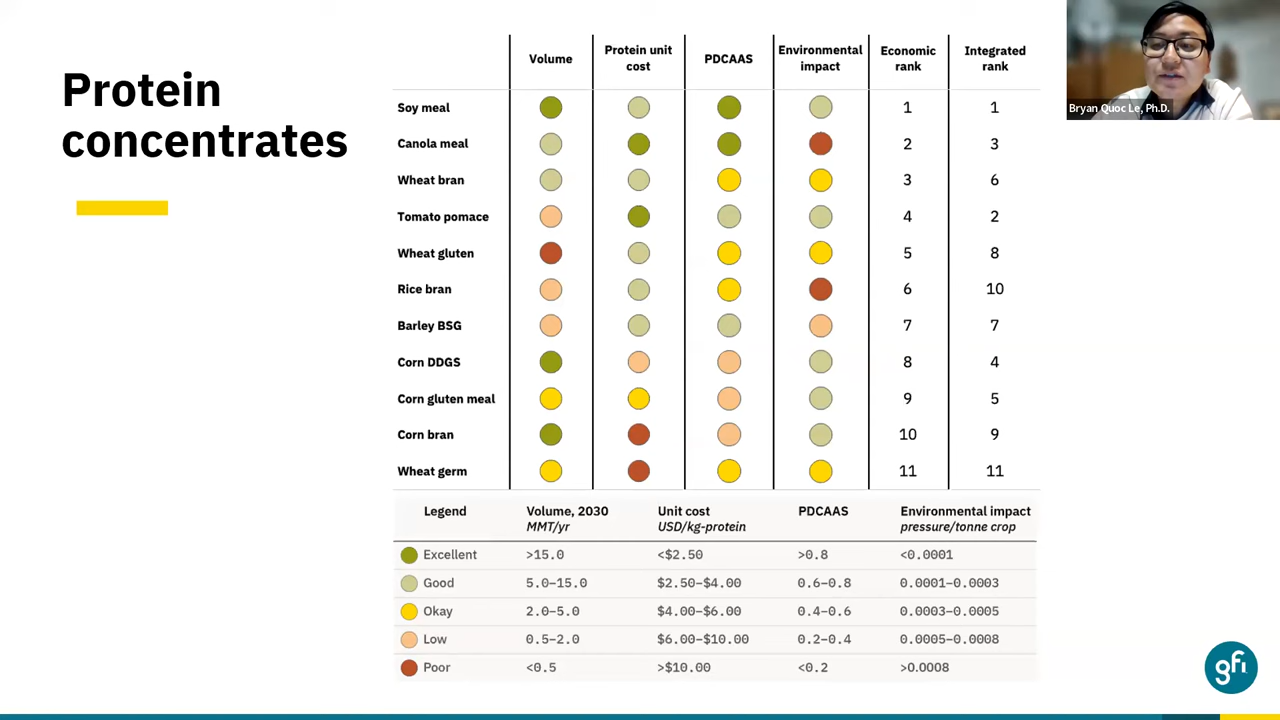 Protein
concentrates
Volume Protein unit cost PDCAAS Environmental impact Economic rank Integrated rank
Soy meal 1 1
Canola meal 2 3
Wheat bran 3 6
Tomato pomace 4 2
Wheat gluten 5 8
Rice bran 6 10
Barley BSG 7 7
Corn DDGS 8 4
Corn gluten meal 9 5
Corn bran 10 9
Wheat germ 11 11
Legend Volume, 2030 Unit cost PDCAAS Environmental impact
MMT/yr USD/kg-protein pressure/tonne crop
Excellent >15.0 <$2.50 >0.8 <0.0001
Good 5.0–15.0 $2.50–$4.00 0.6–0.8 0.0001–0.0003
Okay 2.0–5.0 $4.00–$6.00 0.4–0.6 0.0003–0.0005
Low 0.5–2.0 $6.00–$10.00 0.2–0.4 0.0005–0.0008
Poor <0.5 >$10.00 <0.2 >0.0008
Bryan Quoc Le, Ph.D.
gfi